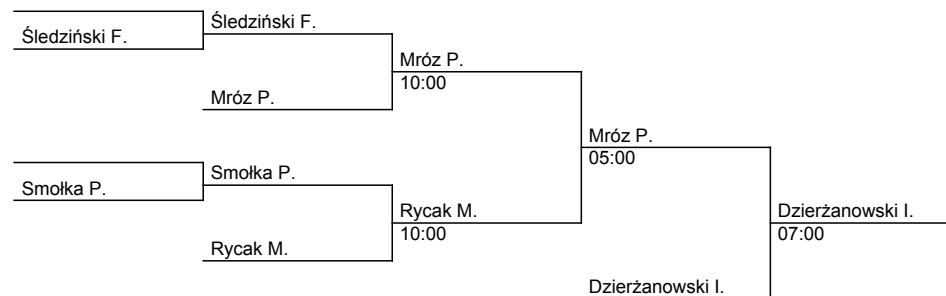 Śledziński F.
Śledziński F.
Mróz P.
10:00
Mróz P.
Mróz P.
05:00
Smołka P.
Smołka P.
Rycak M.
10:00
Dzierżanowski I.
07:00
Rycak M.
Dzierżanowski I.